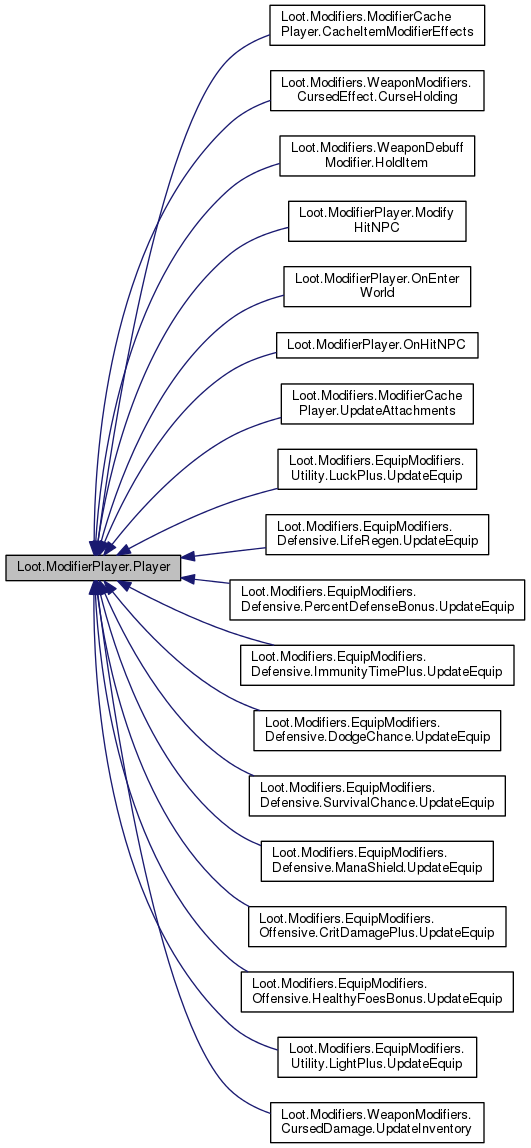 Loot.Modifiers.ModifierCache
Player.CacheItemModifierEffects
Loot.Modifiers.WeaponModifiers.
CursedEffect.CurseHolding
Loot.Modifiers.WeaponDebuff
Modifier.HoldItem
Loot.ModifierPlayer.Modify
HitNPC
Loot.ModifierPlayer.OnEnter
World
Loot.ModifierPlayer.OnHitNPC
Loot.Modifiers.ModifierCache
Player.UpdateAttachments
Loot.Modifiers.EquipModifiers.
Utility.LuckPlus.UpdateEquip
Loot.Modifiers.EquipModifiers.
Defensive.LifeRegen.UpdateEquip
Loot.ModifierPlayer.Player
Loot.Modifiers.EquipModifiers.
Defensive.PercentDefenseBonus.UpdateEquip
Loot.Modifiers.EquipModifiers.
Defensive.ImmunityTimePlus.UpdateEquip
Loot.Modifiers.EquipModifiers.
Defensive.DodgeChance.UpdateEquip
Loot.Modifiers.EquipModifiers.
Defensive.SurvivalChance.UpdateEquip
Loot.Modifiers.EquipModifiers.
Defensive.ManaShield.UpdateEquip
Loot.Modifiers.EquipModifiers.
Offensive.CritDamagePlus.UpdateEquip
Loot.Modifiers.EquipModifiers.
Offensive.HealthyFoesBonus.UpdateEquip
Loot.Modifiers.EquipModifiers.
Utility.LightPlus.UpdateEquip
Loot.Modifiers.WeaponModifiers.
CursedDamage.UpdateInventory